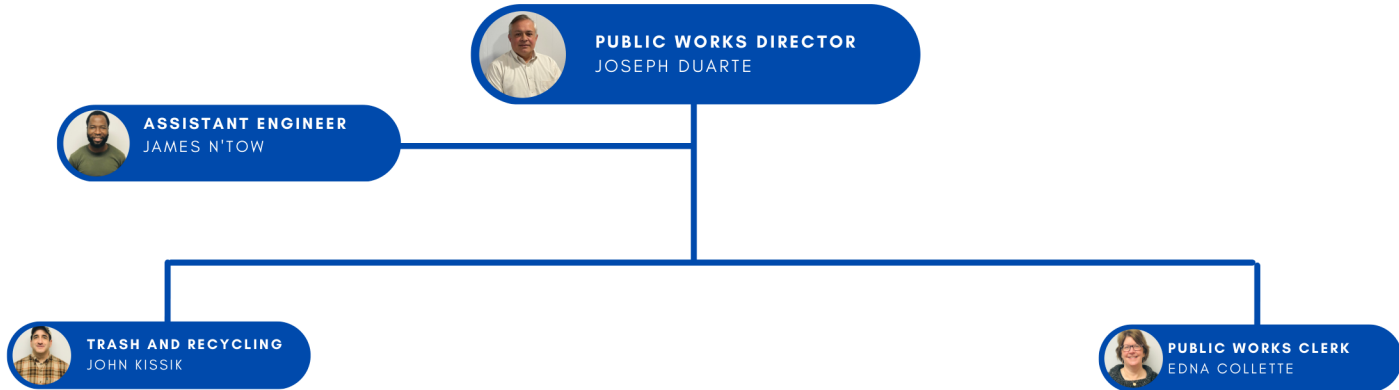 PUBLIC WORKS DIRECTOR
JOSEPH DUARTE
ASSISTANT ENGINEER
JAMES N'TOW
TRASH AND RECYCLING
JOHN KISSIK
PUBLIC WORKS CLERK
EDNA COLLETTE